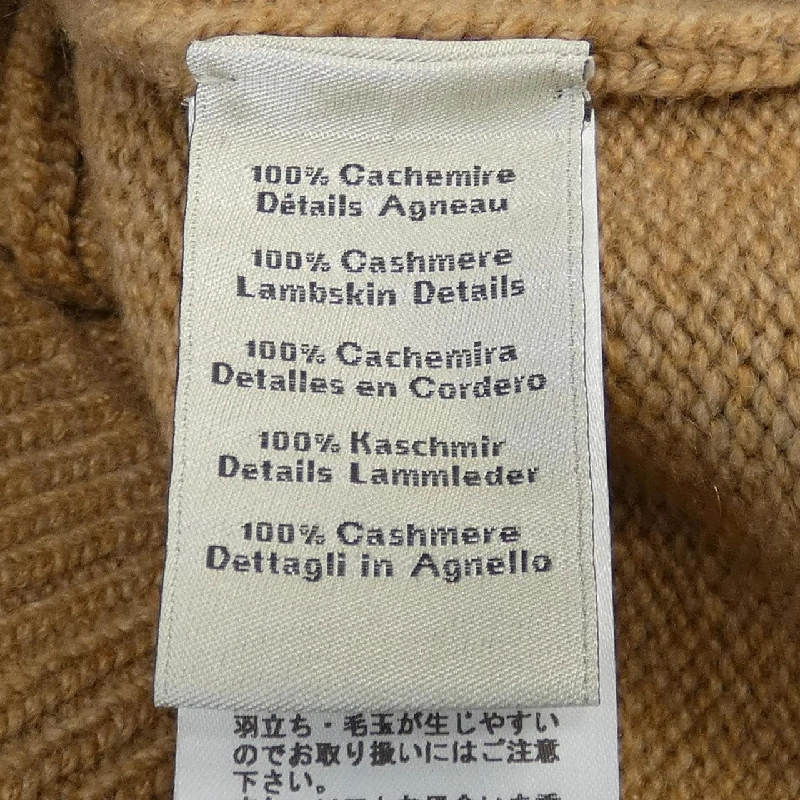 100% Cachemire
Détails Agneau
100% Cashmere
Lambskin Details
100% Cachemira
Detalles en Cordero
100% Kaschmir
Details Lammleder
100% Cashmere
Dettagli in Agnello
羽立ち・毛玉が生じやすい
のでお取り扱いにはご注意
下さい。